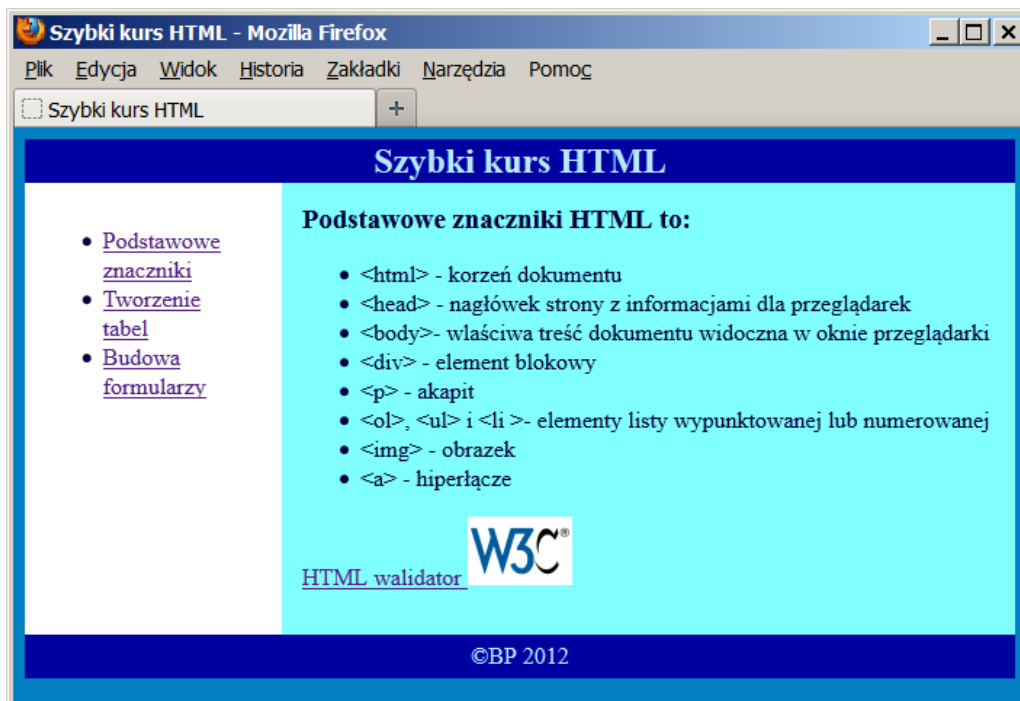 Szybki kurs HTML - Mozilla Firefox
Plik Edycja Widok Historia Zakładki Narzędzia Pomoc
Szybki kurs HTML +
Szybki kurs HTML
Podstawowe
znaczniki
Tworzenie
tabel
Budowa
formularzy
Podstawowe znaczniki HTML to:
<html> - korzeń dokumentu
<head> - nagłówek strony z informacjami dla przeglądarek
<body>- wlaściwa treść dokumentu widoczna w oknie przeglądarki
<div> - element blokowy
<p> - akapit
<ol>, <ul> i <li >- elementy listy wypunktowanej lub numerowanej
<img> - obrazek
<a> - hiperłącze
HTML walidator W3C®
©BP 2012